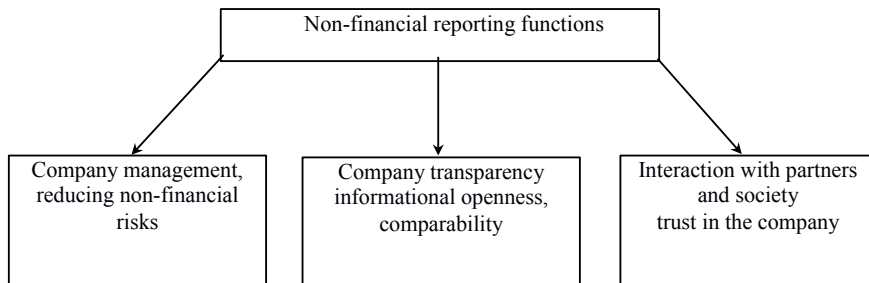 Non-financial reporting functions
Company management,
reducing non-financial
risks
Company transparency
informational openness,
comparability
Interaction with partners
and society
trust in the company